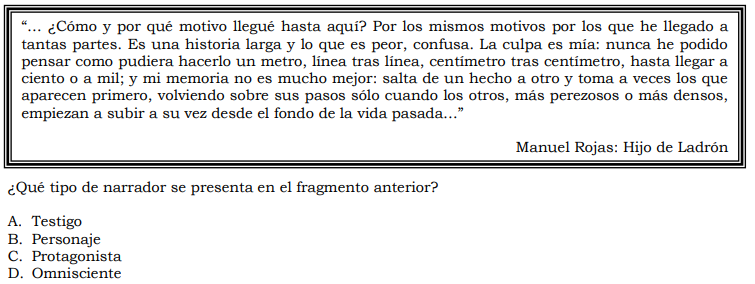 “... ¿Cómo y por qué motivo llegué hasta aquí? Por los mismos motivos por los que he llegado a
tantas partes. Es una historia larga y lo que es peor, confusa. La culpa es mía: nunca he podido
pensar como pudiera hacerlo un metro, línea tras línea, centímetro tras centímetro, hasta llegar a
ciento o a mil; y mi memoria no es mucho mejor: salta de un hecho a otro y toma a veces los que
aparecen primero, volviendo sobre sus pasos sólo cuando los otros, más perezosos o más densos,
empiezan a subir a su vez desde el fondo de la vida pasada...”
Manuel Rojas: Hijo de Ladrón
¿Qué tipo de narrador se presenta en el fragmento anterior?
A. Testigo
B. Personaje
C. Protagonista
D. Omnisciente